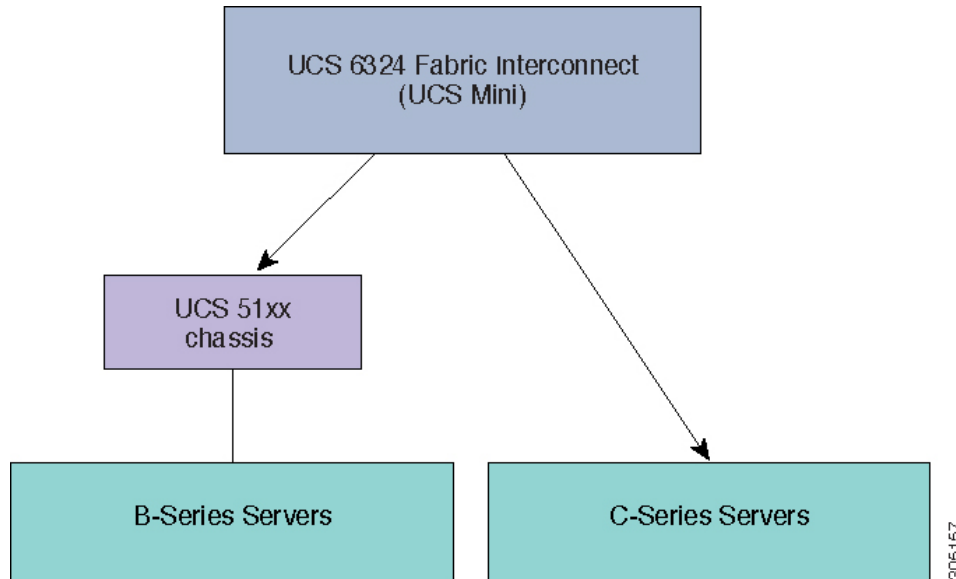 UCS 6324 Fabric Interconnect
(UCS Mini)
UCS 51xx
chassis
B-Series Servers
C-Series Servers